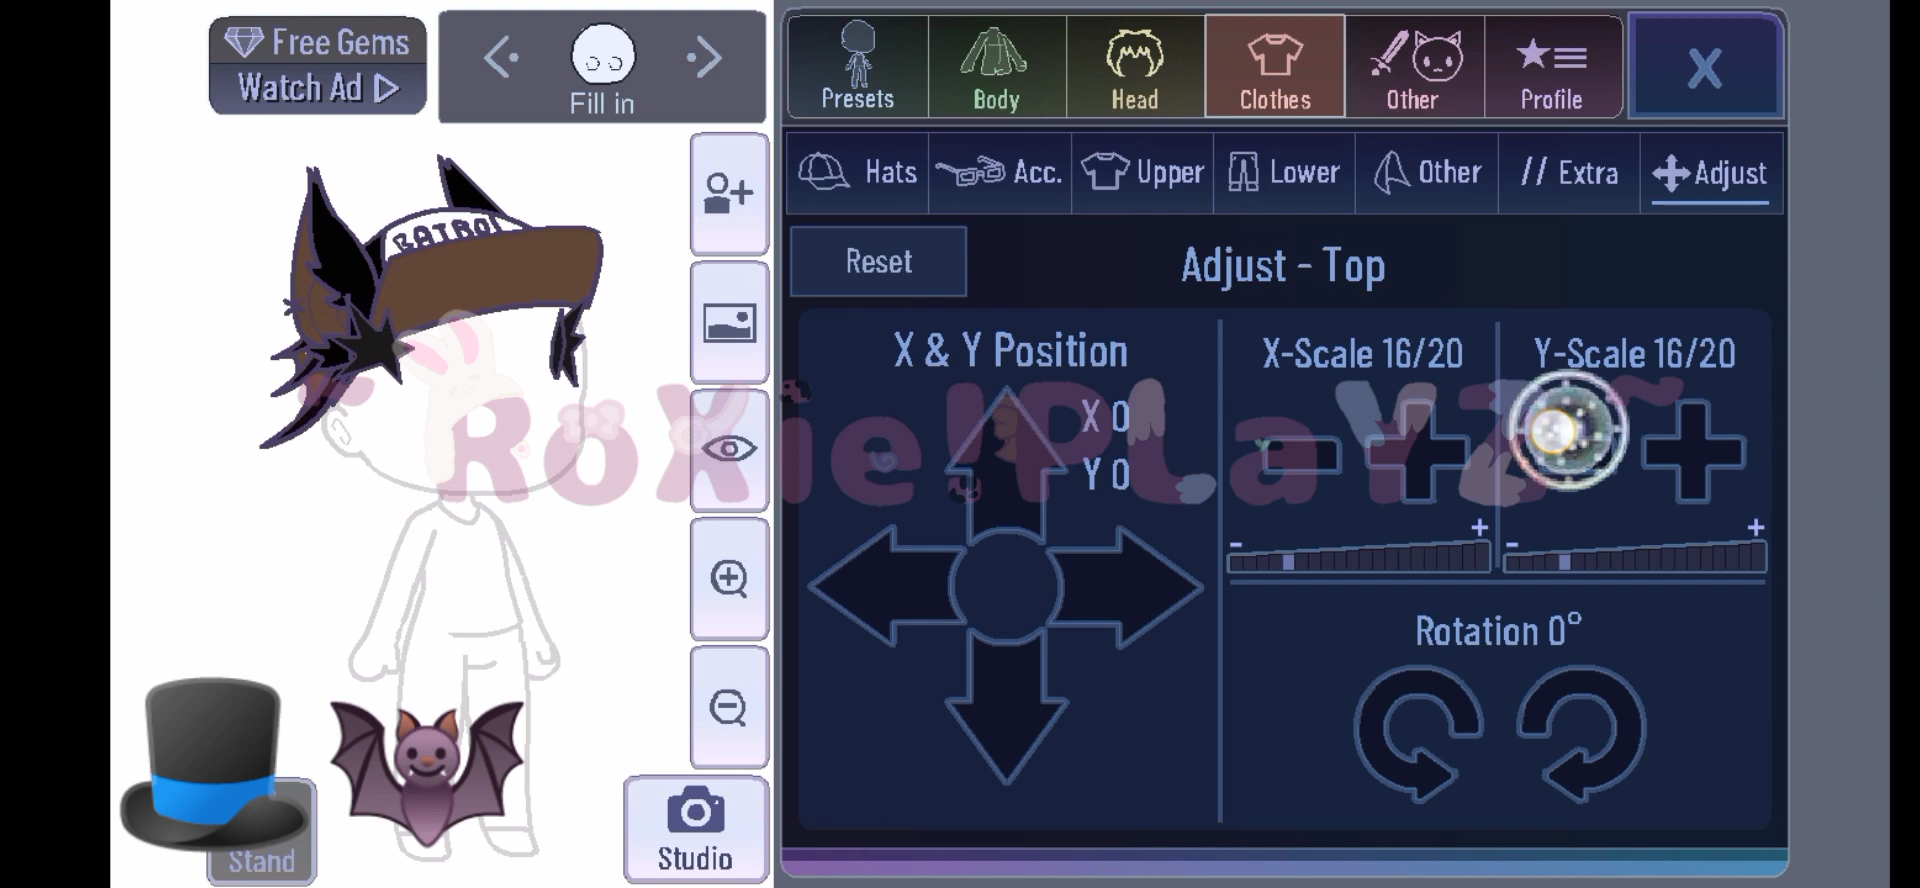 Free Gems
Watch Ad
Fill in
Presets
Body
Head
Clothes
Other
Profile
X
Hats
Acc.
Upper
Lower
Other
// Extra
Adjust
Reset
Adjust - Top
BATBOI
X & Y Position
X 0
Y 0
X-Scale 16/20
Y-Scale 16/20
- +
- +
~RoXie!PLaYZ~
Rotation 0°
Stand
Studio